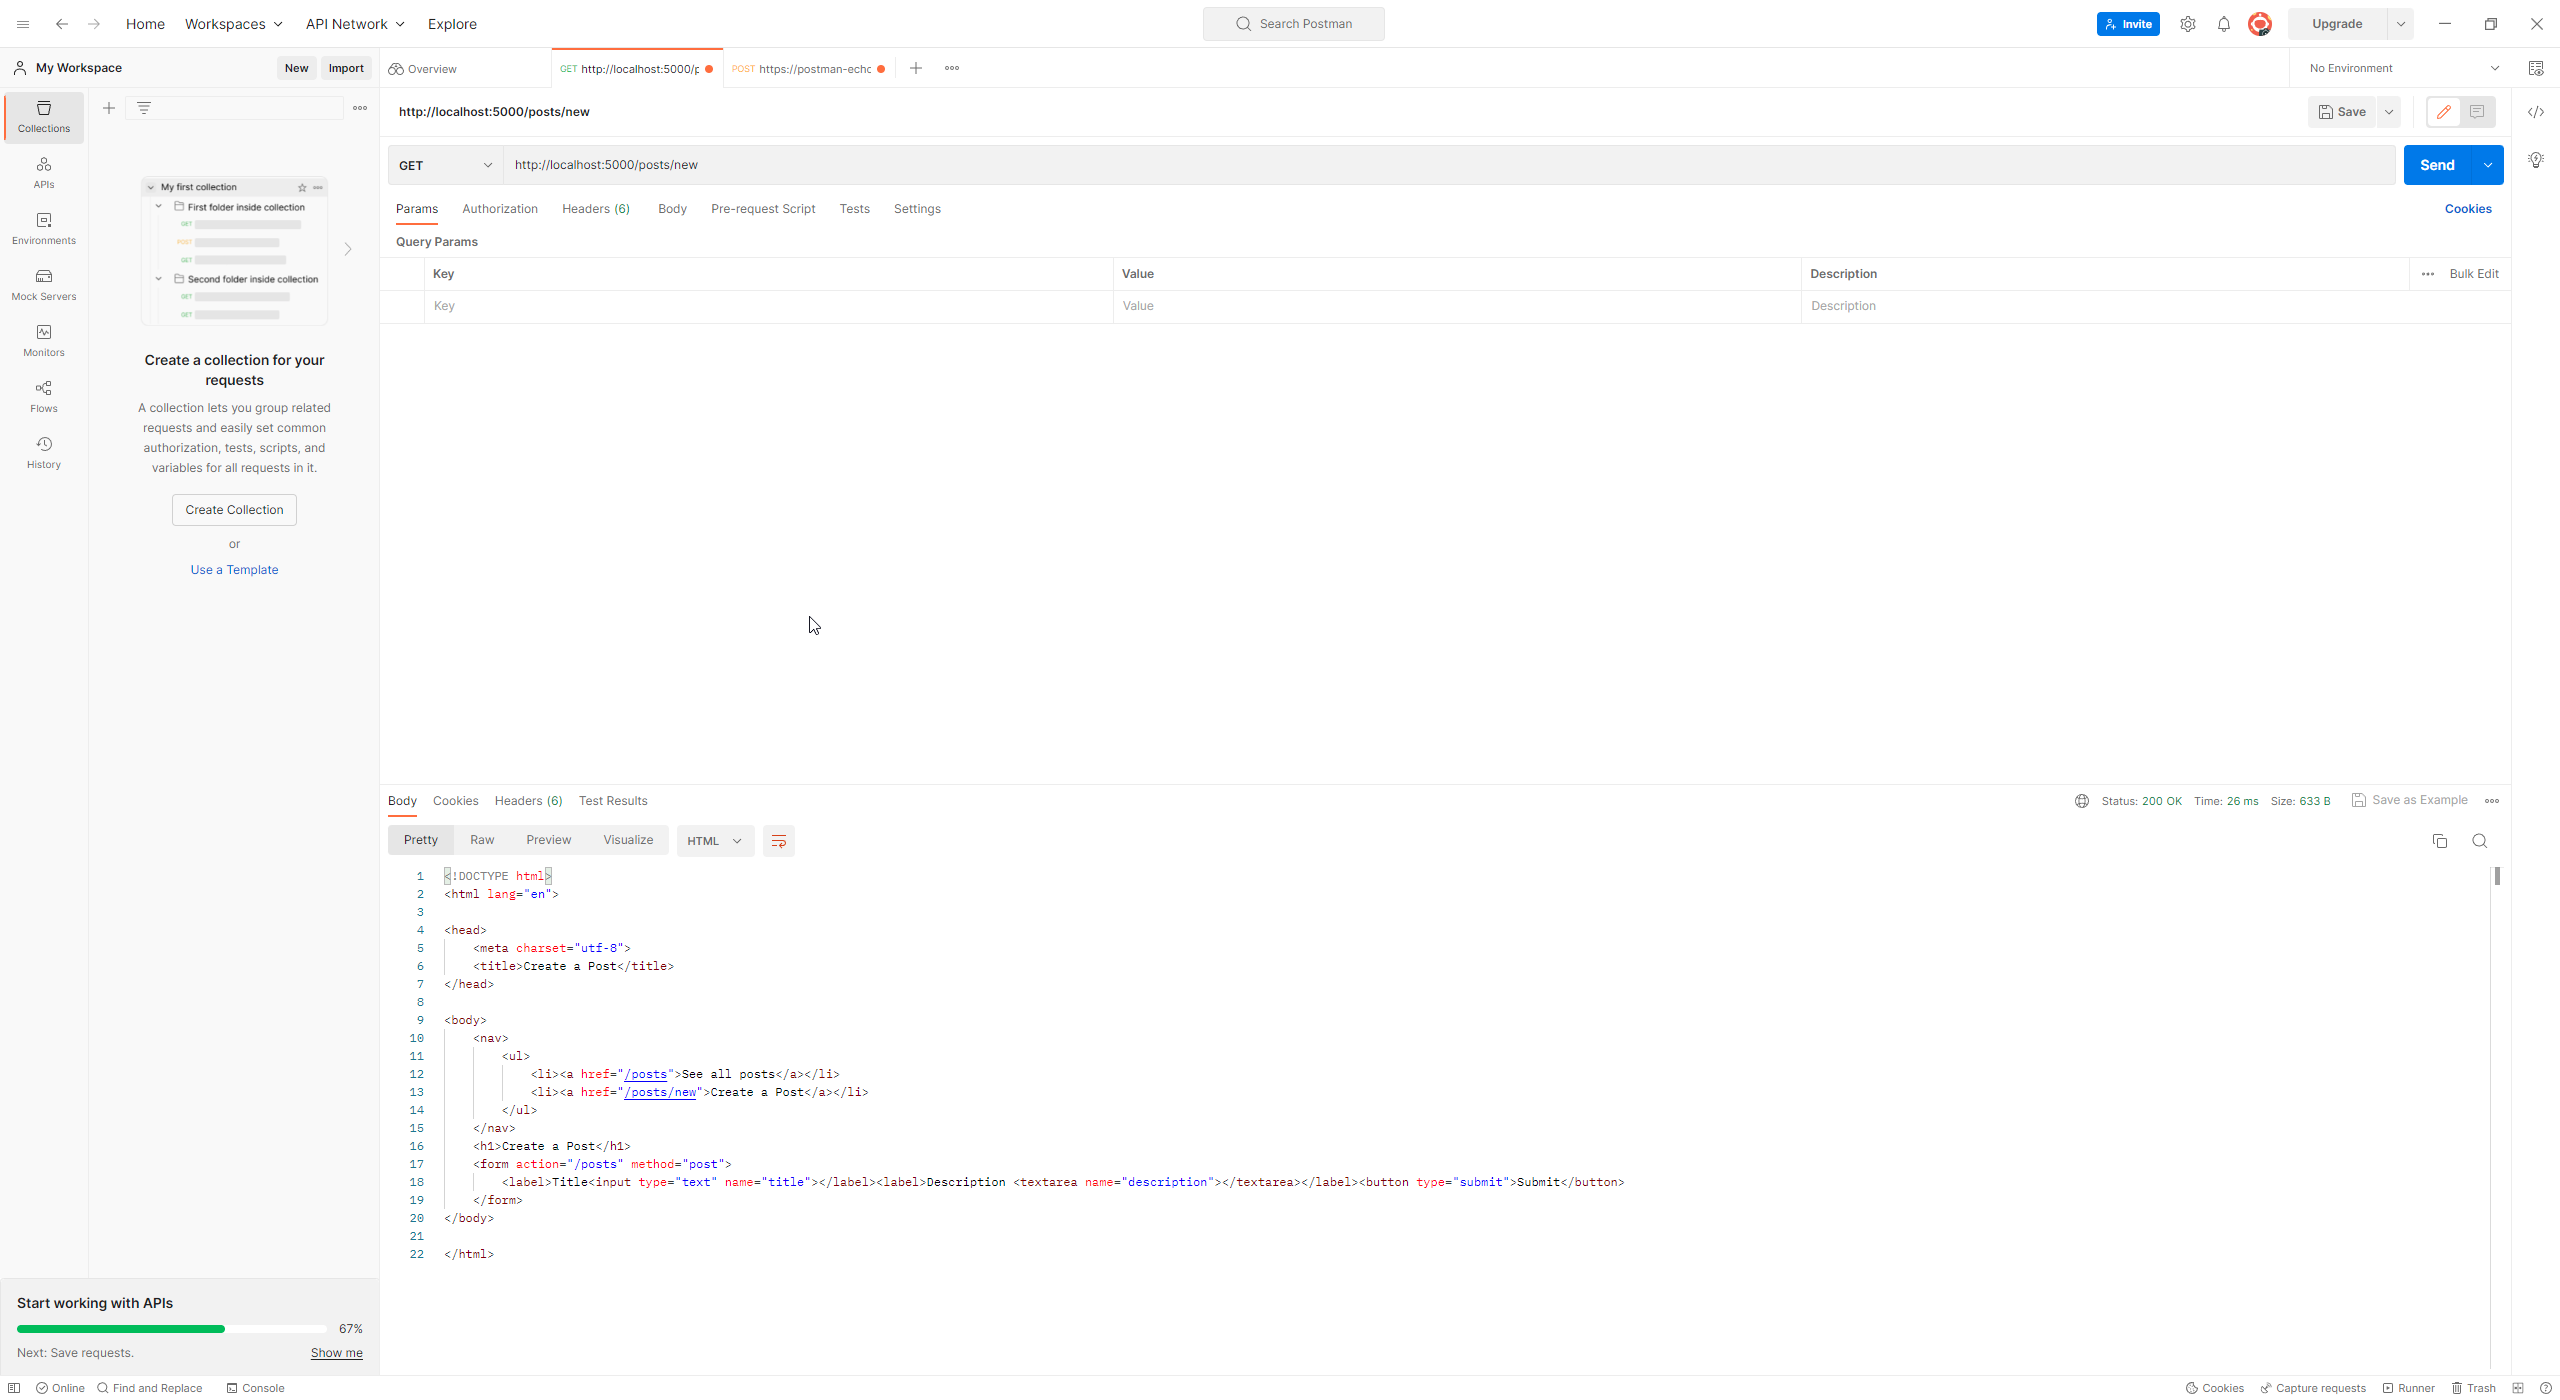 Home Workspaces API Network Explore Search Postman Invite Upgrade
My Workspace New Import Overview GET http://localhost:5000/p POST https://postman-echo No Environment
http://localhost:5000/posts/new Save
GET http://localhost:5000/posts/new Send
Params Authorization Headers (6) Body Pre-request Script Tests Settings Cookies
Query Params
Key Value Description Bulk Edit
Key Value Description
Collections
APIs
Environments
Mock Servers
Monitors
Flows
History
My first collection
First folder inside collection
GET
POST
GET
Second folder inside collection
GET
GET
Create a collection for your
requests
A collection lets you group related
requests and easily set common
authorization, tests, scripts, and
variables for all requests in it.
Create Collection
or
Use a Template
Body Cookies Headers (6) Test Results Status: 200 OK Time: 26 ms Size: 633 B Save as Example
Pretty Raw Preview Visualize HTML
1 <!DOCTYPE html>
2 <html lang="en">
3
4 <head>
5 <meta charset="utf-8">
6 <title>Create a Post</title>
7 </head>
8
9 <body>
10 <nav>
11 <ul>
12 <li><a href="/posts">See all posts</a></li>
13 <li><a href="/posts/new">Create a Post</a></li>
14 </ul>
15 </nav>
16 <h1>Create a Post</h1>
17 <form action="/posts" method="post">
18 <label>Title<input type="text" name="title"></label><label>Description <textarea name="description"></textarea></label><button type="submit">Submit</button>
19 </form>
20 </body>
21
22 </html>
Start working with APIs
67%
Next: Save requests. Show me
Online Find and Replace Console Cookies Capture requests Runner Trash